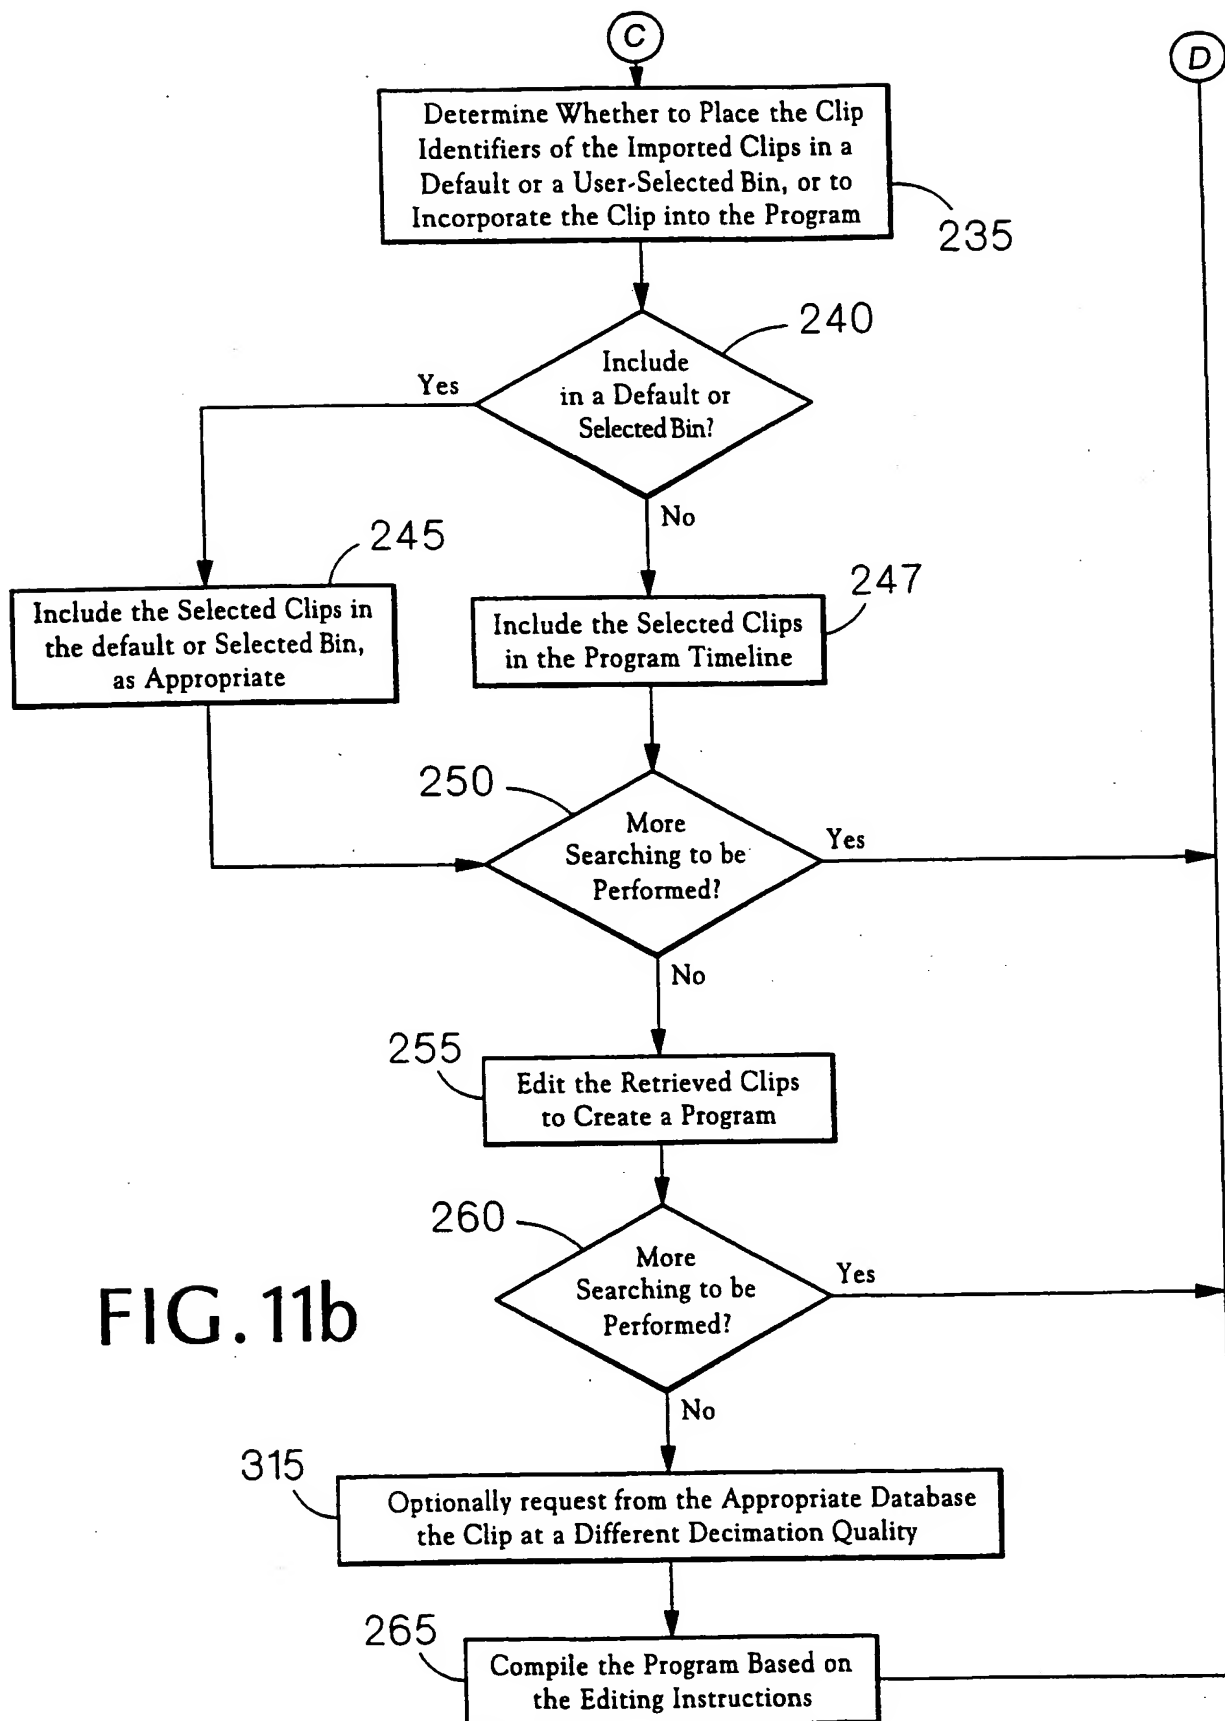 C
D
Determine Whether to Place the Clip
Identifiers of the Imported Clips in a
Default or a User-Selected Bin, or to
Incorporate the Clip into the Program
235
240
Include
in a Default or
Selected Bin?
Yes
No
245
Include the Selected Clips in
the default or Selected Bin,
as Appropriate
247
Include the Selected Clips
in the Program Timeline
250
More
Searching to be
Performed?
Yes
No
255
Edit the Retrieved Clips
to Create a Program
260
More
Searching to be
Performed?
Yes
No
FIG. 11b
315
Optionally request from the Appropriate Database
the Clip at a Different Decimation Quality
265
Compile the Program Based on
the Editing Instructions